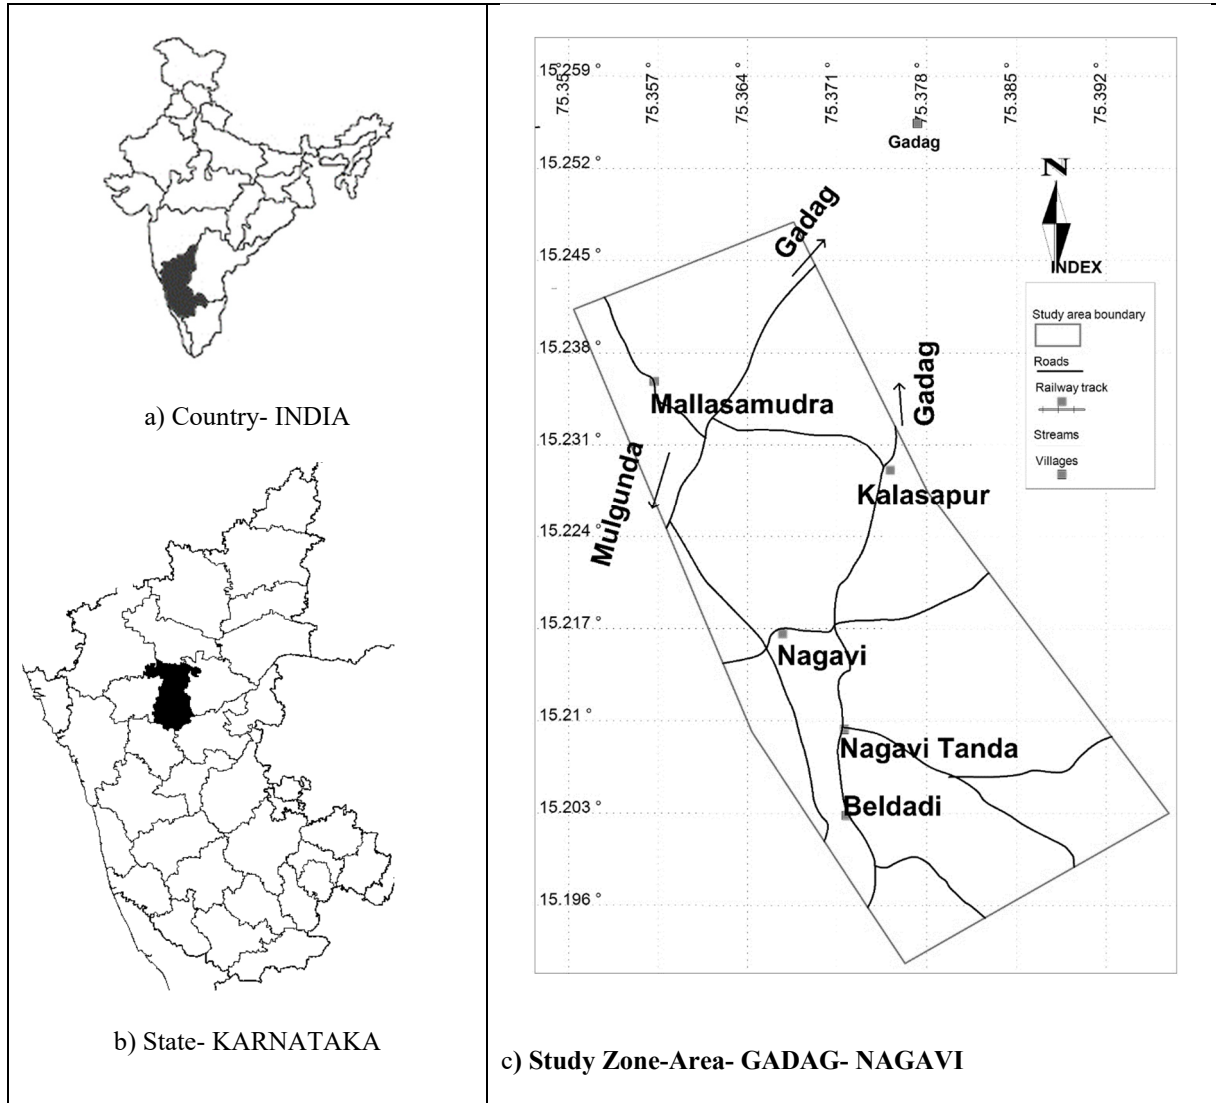 a) Country- INDIA
b) State- KARNATAKA
15.259 °
75.357 °
75.364 °
75.371 °
75.378 °
75.385 °
75.392 °
Gadag
15.252 °
N
Gadag
15.245 °
INDEX
Study area boundary
15.238 °
Gadag
Roads
Railway track
Mallasamudra
15.231 °
Streams
Mulgunda
Villages
Kalasapur
15.224 °
15.217 °
Nagavi
15.21 °
Nagavi Tanda
15.203 °
Beldadi
15.196 °
c) Study Zone-Area- GADAG- NAGAVI